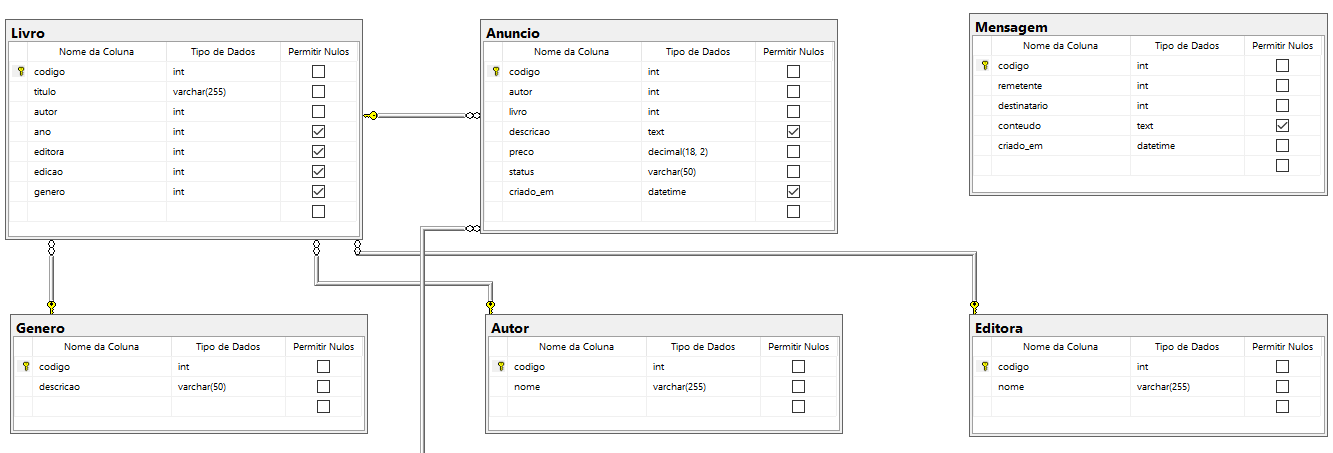 Livro
Nome da Coluna Tipo de Dados Permitir Nulos
codigo int
titulo varchar(255)
autor int
ano int
editora int
edicao int
genero int
Anuncio
Nome da Coluna Tipo de Dados Permitir Nulos
codigo int
autor int
livro int
descricao text
preco decimal(18, 2)
status varchar(50)
criado_em datetime
Mensagem
Nome da Coluna Tipo de Dados Permitir Nulos
codigo int
remetente int
destinatario int
conteudo text
criado_em datetime
Genero
Nome da Coluna Tipo de Dados Permitir Nulos
codigo int
descricao varchar(50)
Autor
Nome da Coluna Tipo de Dados Permitir Nulos
codigo int
nome varchar(255)
Editora
Nome da Coluna Tipo de Dados Permitir Nulos
codigo int
nome varchar(255)